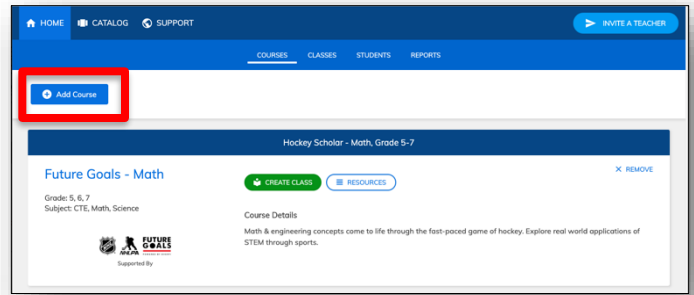 HOME CATALOG SUPPORT INVITE A TEACHER
COURSES CLASSES STUDENTS REPORTS
Add Course
Hockey Scholar - Math, Grade 5-7
Future Goals - Math
CREATE CLASS RESOURCES
X REMOVE
Grade: 5, 6, 7
Subject: CTE, Math, Science
Course Details
Math & engineering concepts come to life through the fast-paced game of hockey. Explore real world applications of
STEM through sports.
NHL
NHLPA
FUTURE
GOALS
Supported By